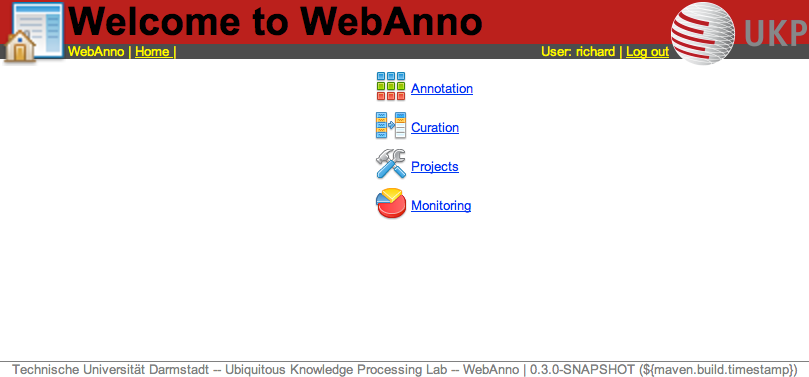 Welcome to WebAnno
UKP
WebAnno | Home |
User: richard | Log out
Annotation
Curation
Projects
Monitoring
Technische Universität Darmstadt -- Ubiquitous Knowledge Processing Lab -- WebAnno | 0.3.0-SNAPSHOT (${maven.build.timestamp})